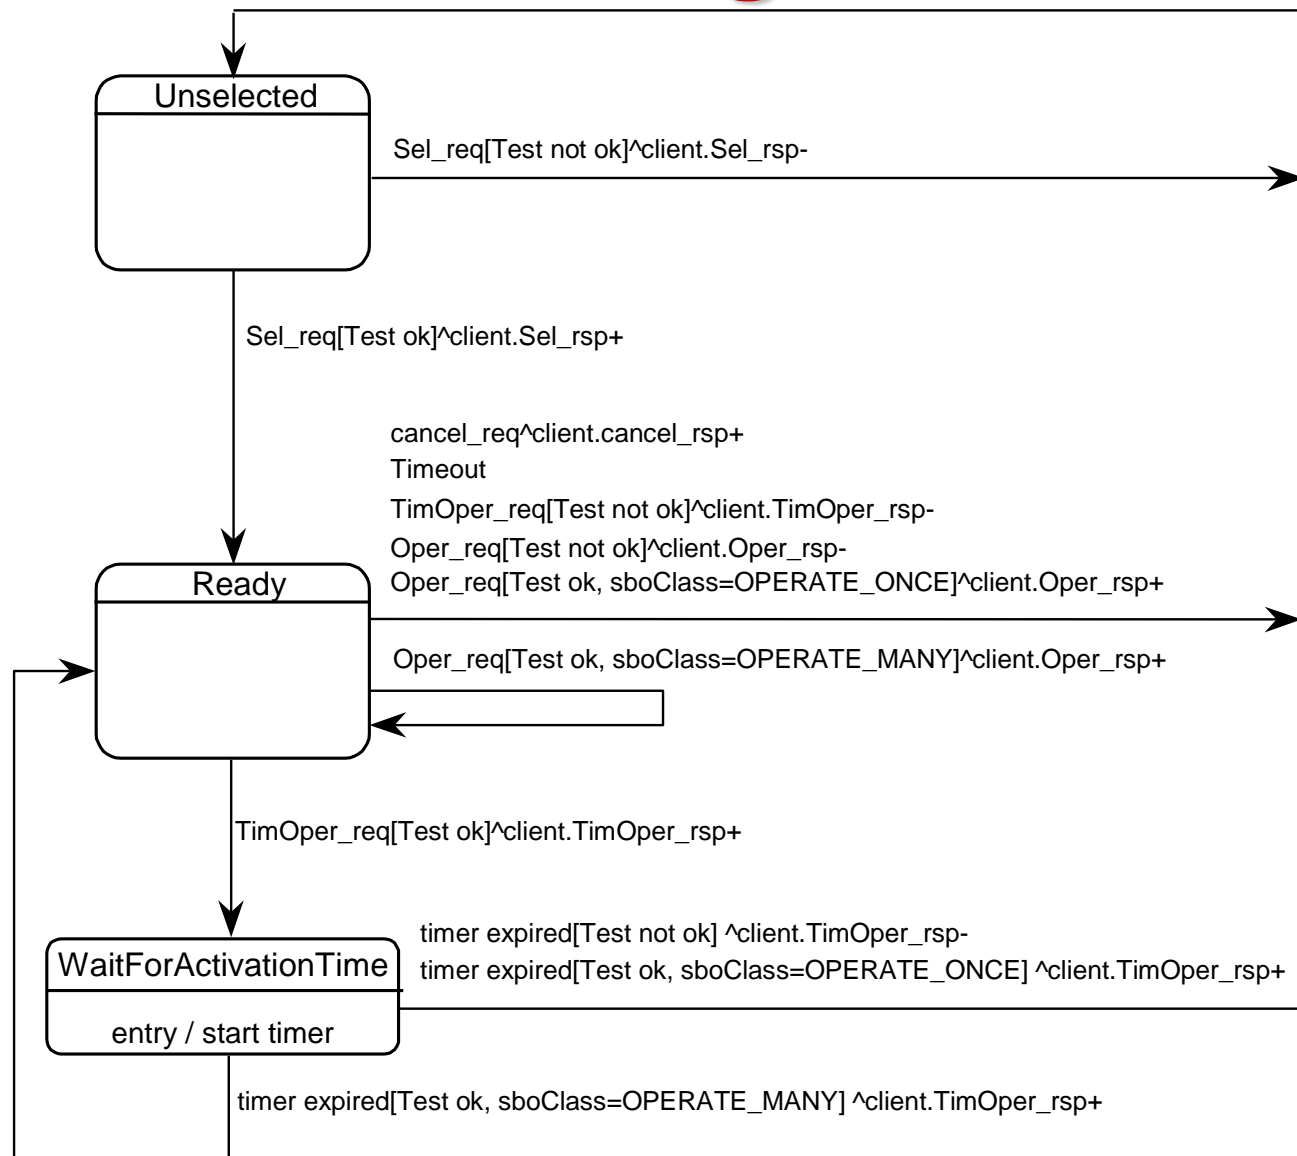 Unselected
Sel_req[Test not ok]^client.Sel_rsp-
Sel_req[Test ok]^client.Sel_rsp+
cancel_req^client.cancel_rsp+
Timeout
TimOper_req[Test not ok]^client.TimOper_rsp-
Oper_req[Test not ok]^client.Oper_rsp-
Ready
Oper_req[Test ok, sboClass=OPERATE_ONCE]^client.Oper_rsp+
Oper_req[Test ok, sboClass=OPERATE_MANY]^client.Oper_rsp+
TimOper_req[Test ok]^client.TimOper_rsp+
timer expired[Test not ok] ^client.TimOper_rsp-
WaitForActivationTime
timer expired[Test ok, sboClass=OPERATE_ONCE] ^client.TimOper_rsp+
entry / start timer
timer expired[Test ok, sboClass=OPERATE_MANY] ^client.TimOper_rsp+